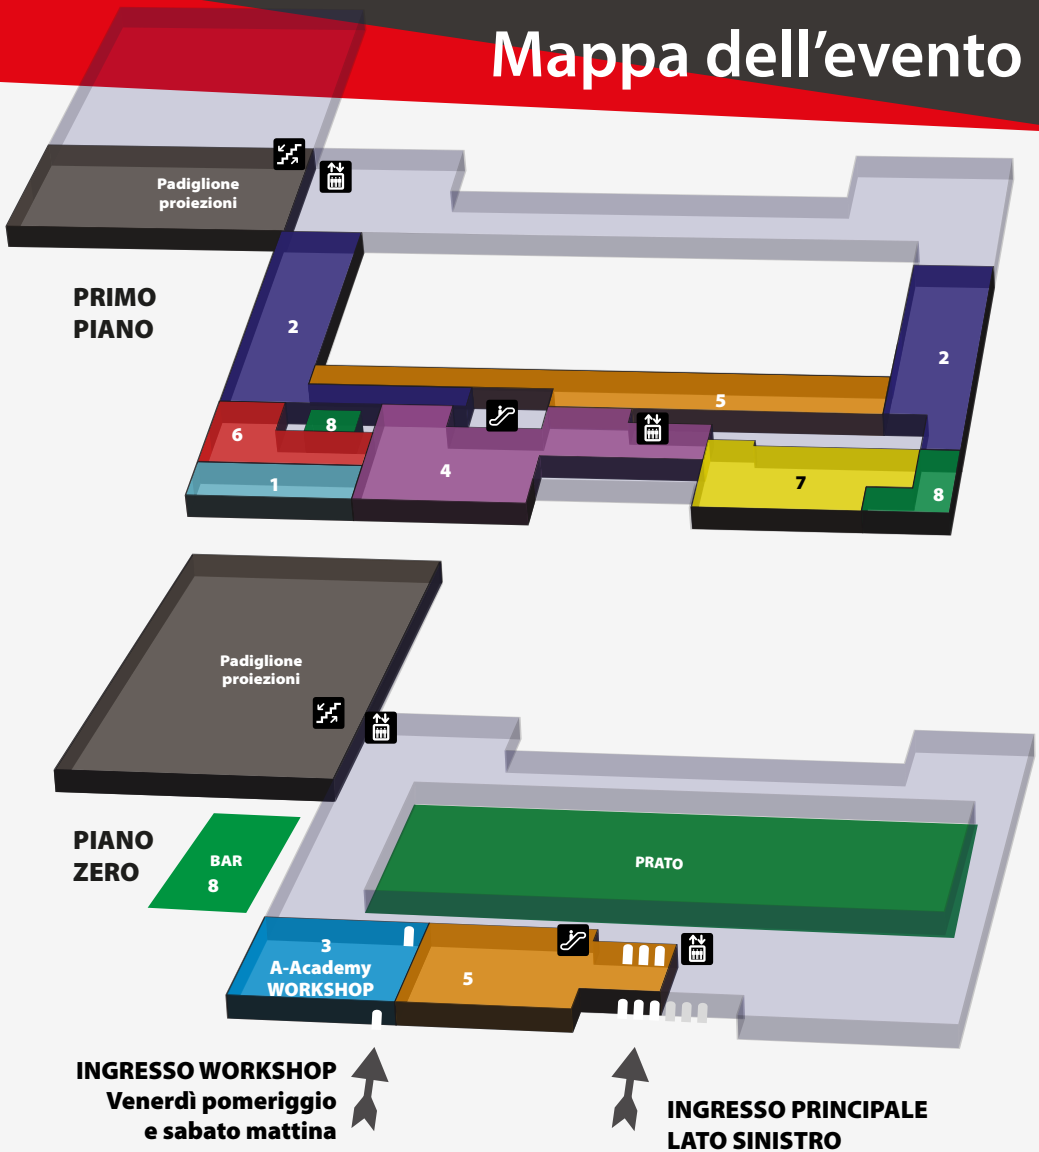 Mappa dell'evento
Padiglione
proiezioni
PRIMO
PIANO
2
2
5
6
8
4
1
7
8
Padiglione
proiezioni
PIANO
ZERO
BAR
8
PRATO
3
A-Academy
WORKSHOP
5
INGRESSO WORKSHOP
Venerdì pomeriggio
e sabato mattina
INGRESSO PRINCIPALE
LATO SINISTRO